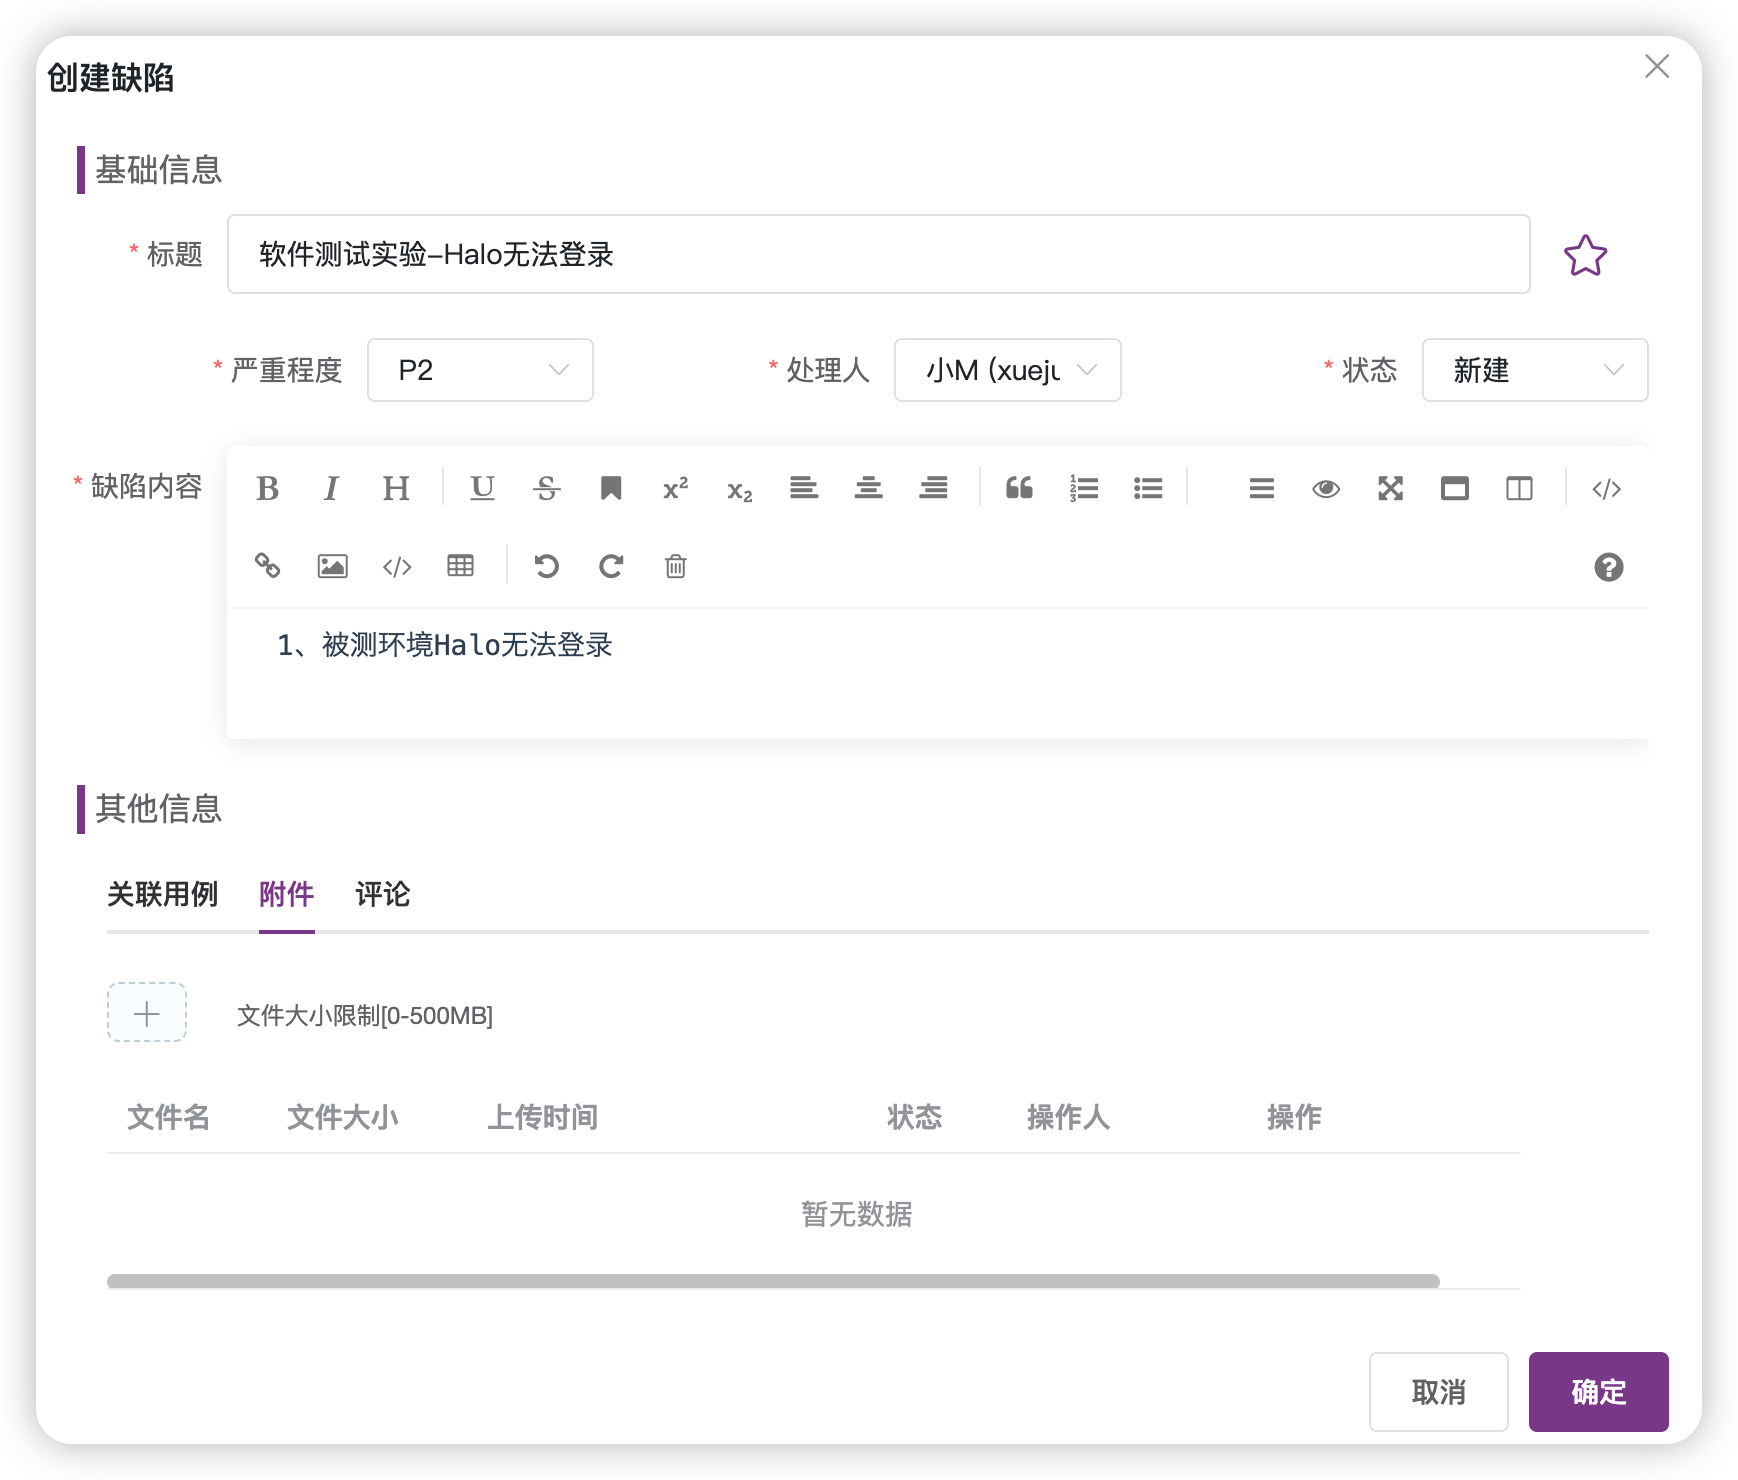 创建缺陷
基础信息
* 标题 软件测试实验-Halo无法登录
* 严重程度 P2 * 处理人 小M (xueju * 状态 新建
* 缺陷内容
1、被测环境Halo无法登录
其他信息
关联用例 附件 评论
文件大小限制[0-500MB]
文件名 文件大小 上传时间 状态 操作人 操作
暂无数据
取消 确定